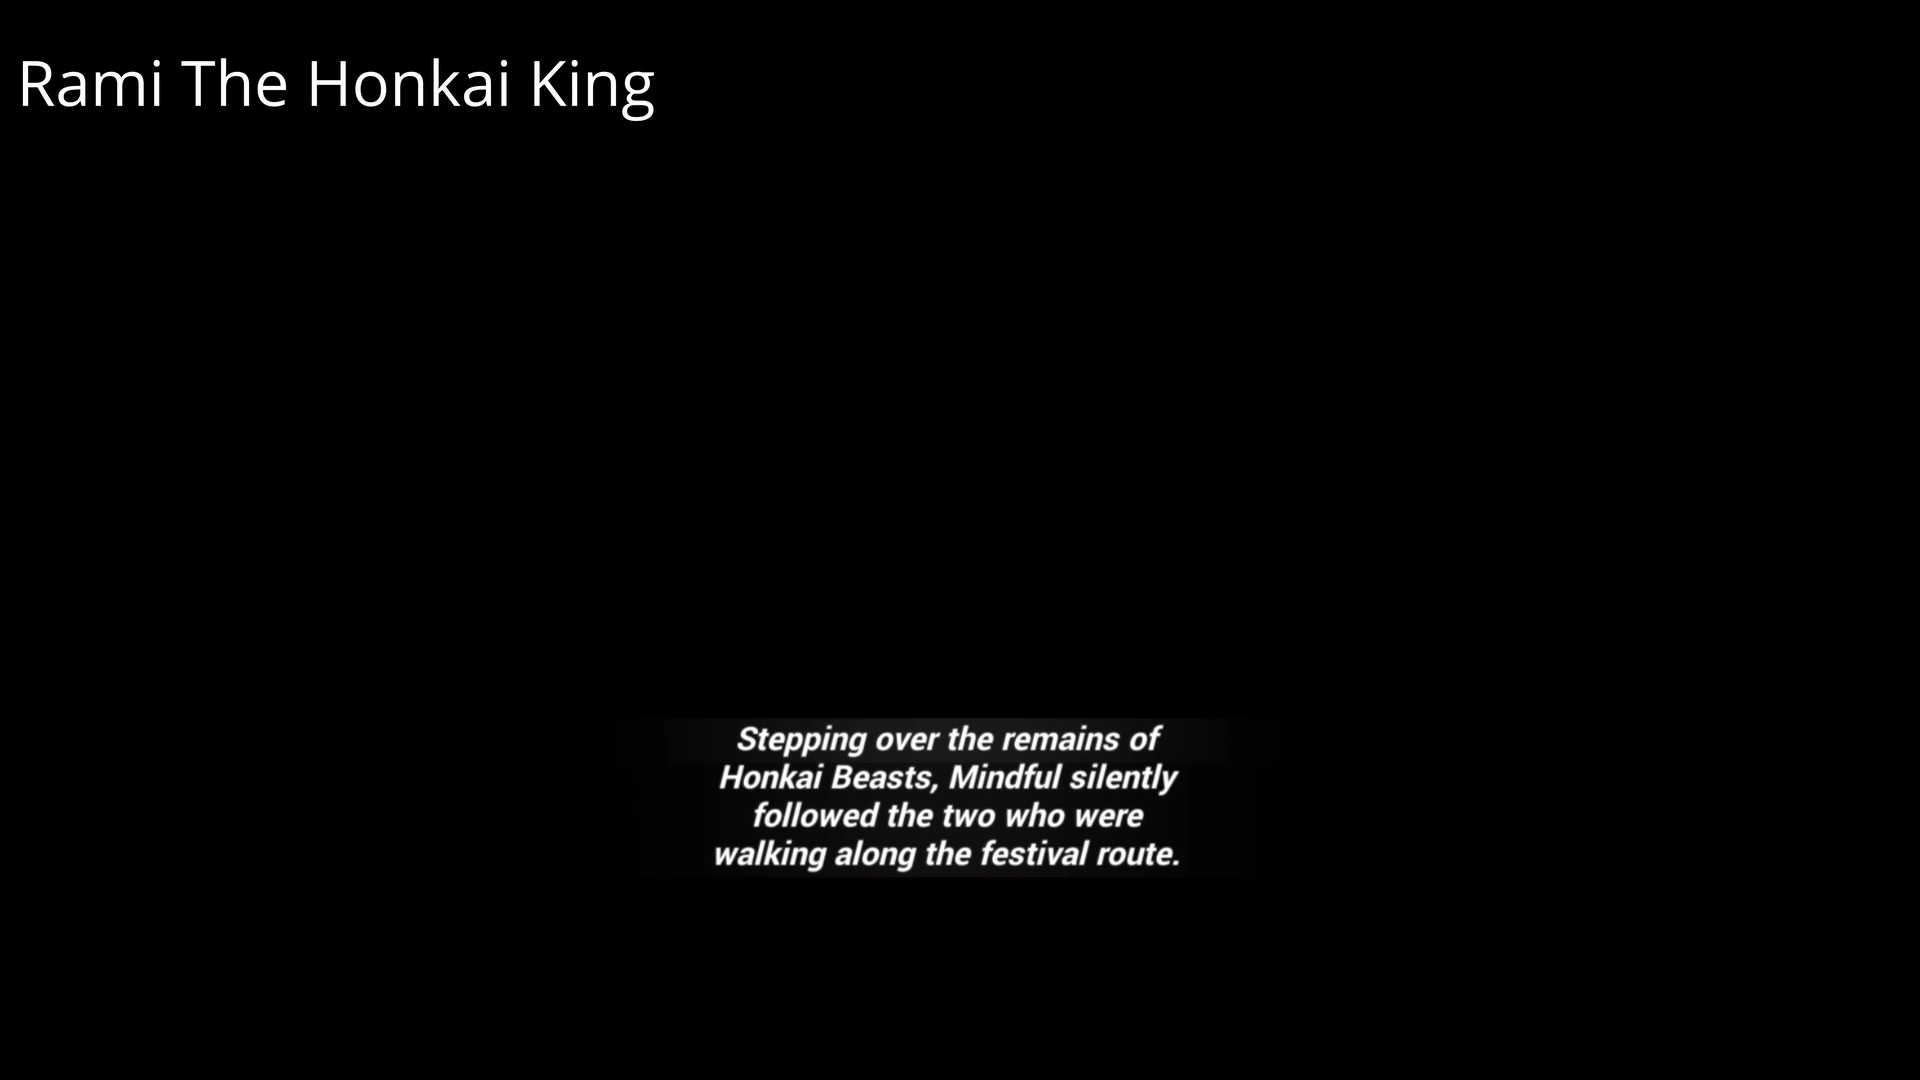 Rami The Honkai King
Stepping over the remains of
Honkai Beasts, Mindful silently
followed the two who were
walking along the festival route.